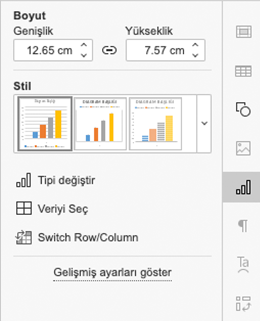 Boyut
Genişlik Yükseklik
12.65 cm 7.57 cm
Stil
Tipi değiştir
Veriyi Seç
Switch Row/Column
Gelişmiş ayarları göster
Ta